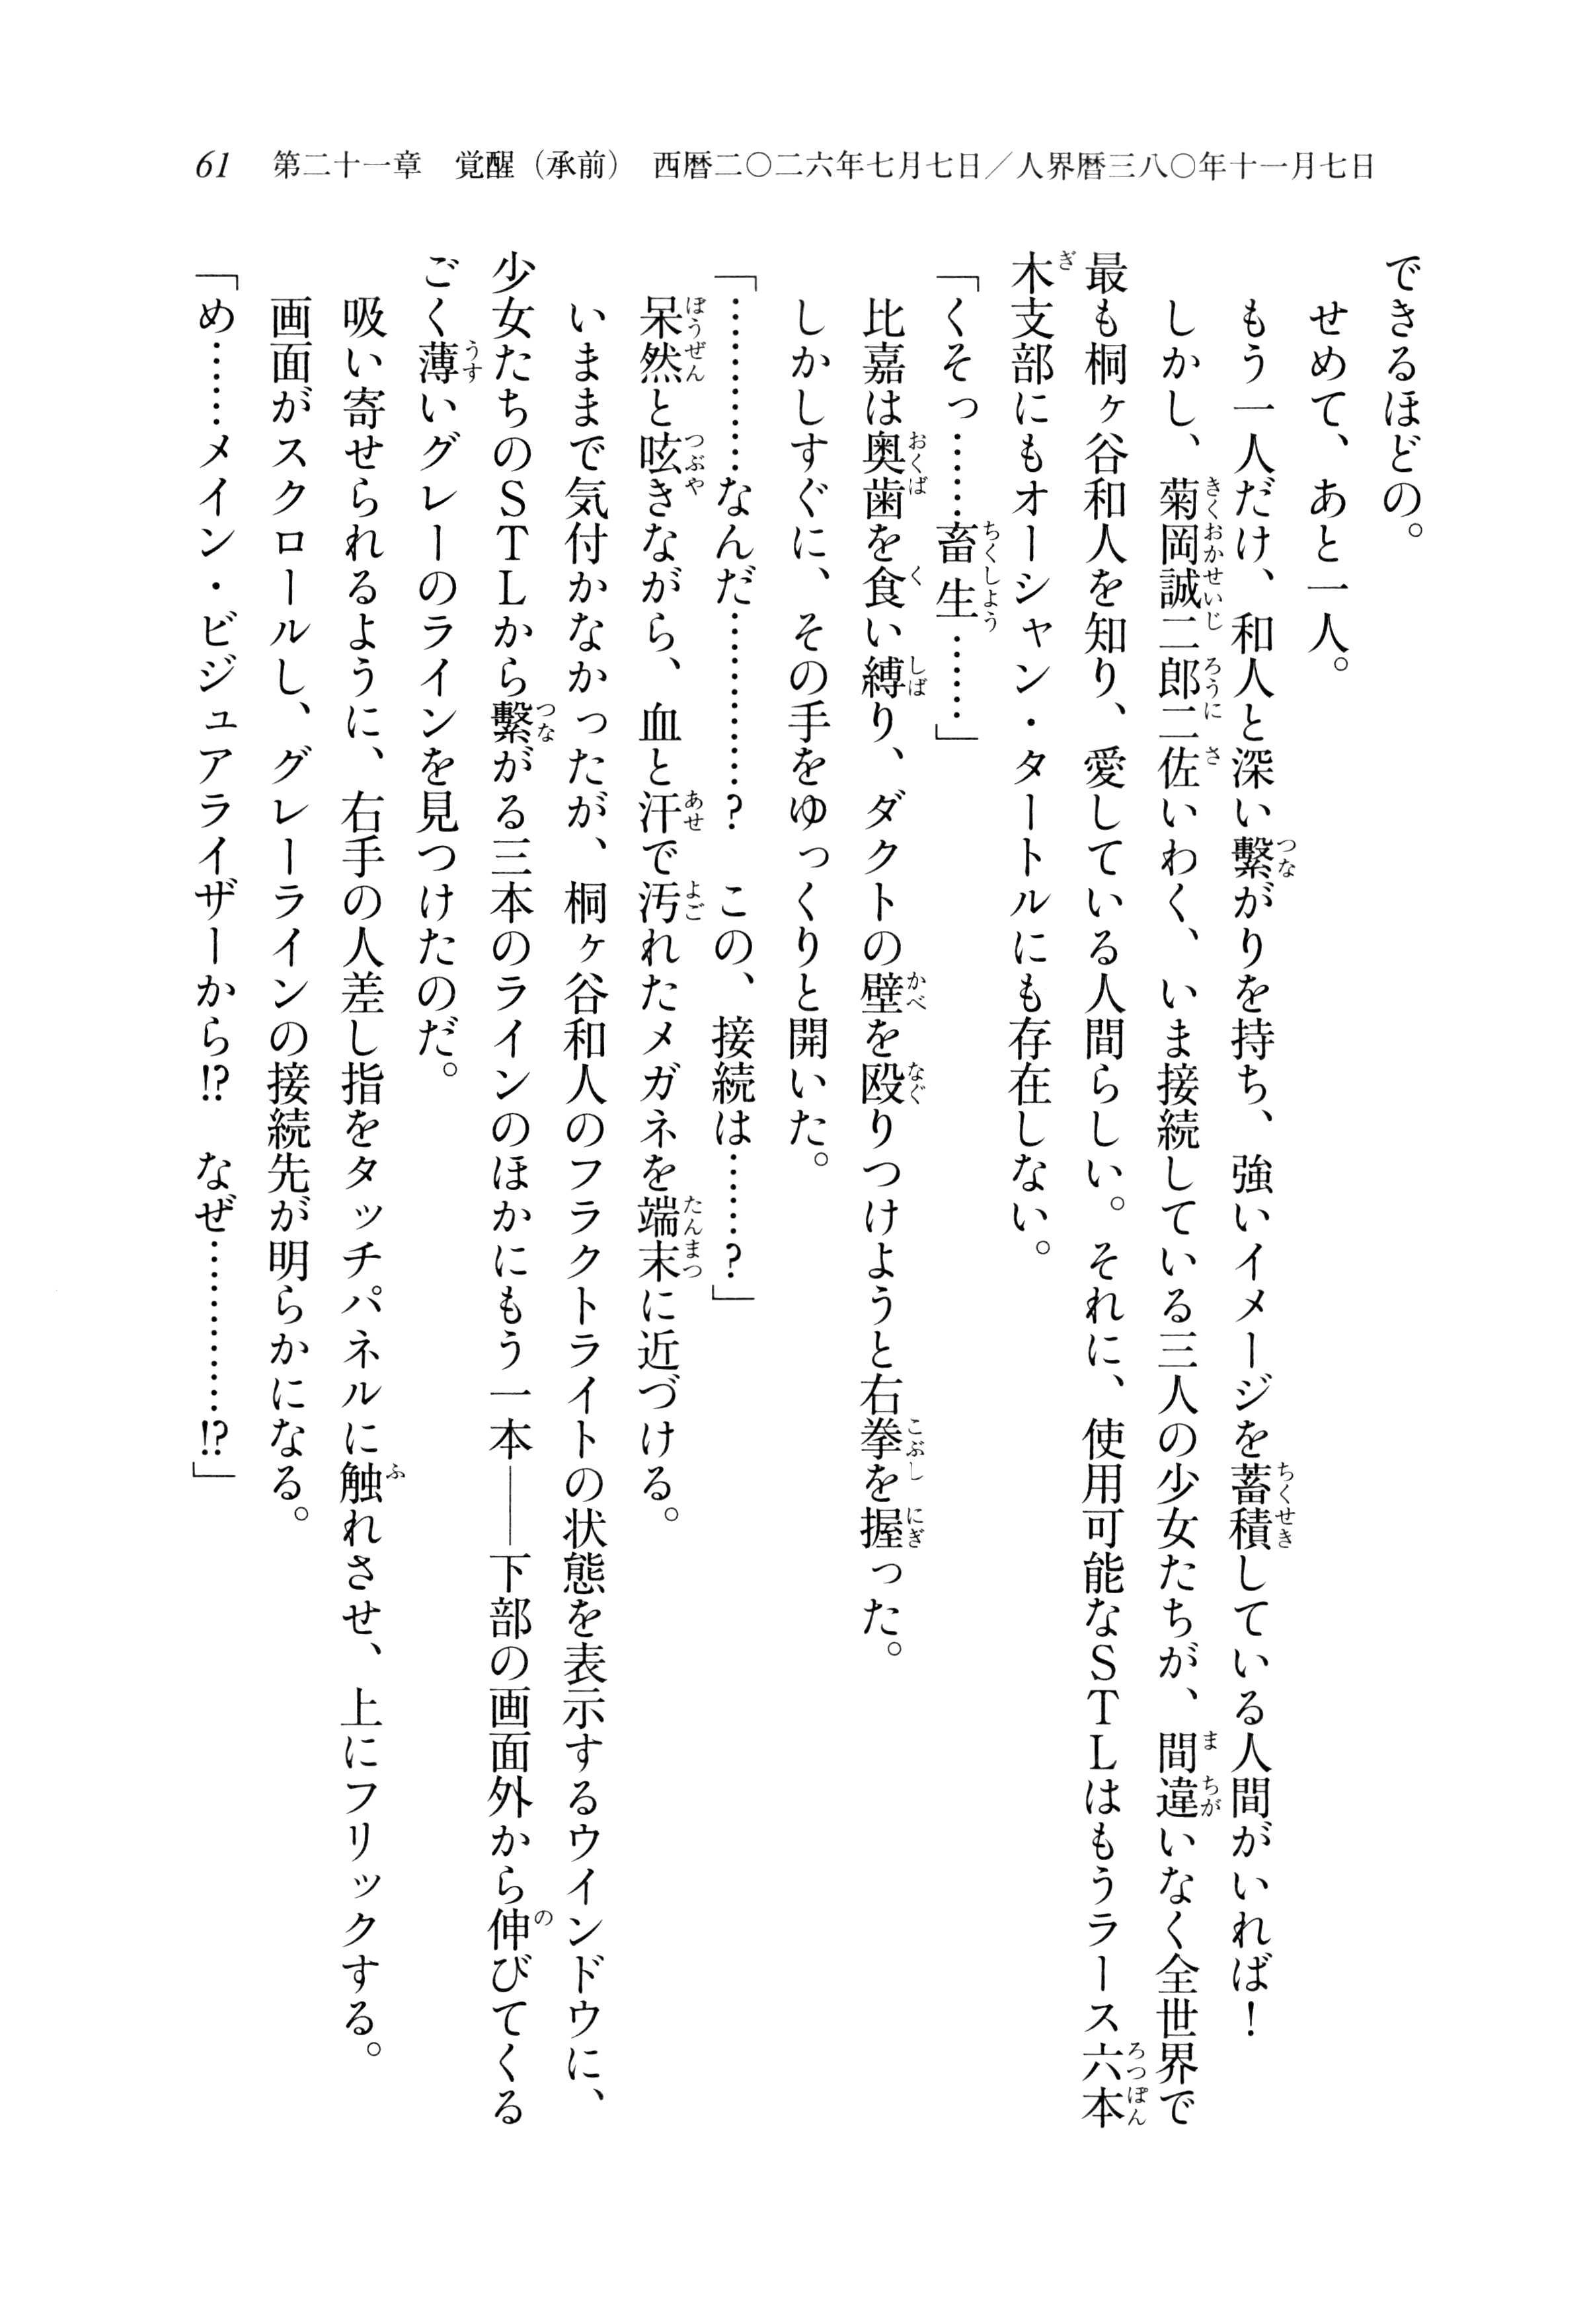 61　第二十一章　覚醒（承前）　西暦二〇二六年七月七日／人界暦三八〇年十一月七日
できるほどの。
せめて、あと一人。
もう一人だけ、和人と深い繋がりを持ち、強いイメージを蓄積している人間がいれば！
しかし、菊岡誠二郎二佐いわく、いま接続している三人の少女たちが、間違いなく全世界で
最も桐ヶ谷和人を知り、愛している人間らしい。それに、使用可能なＳＴＬはもうラース六本
木支部にもオーシャン・タートルにも存在しない。
「くそっ……畜生……」
比嘉は奥歯を食い縛り、ダクトの壁を殴りつけようと右拳を握った。
しかしすぐに、その手をゆっくりと開いた。
「…………なんだ…………？　この、接続は……？」
呆然と呟きながら、血と汗で汚れたメガネを端末に近づける。
いままで気付かなかったが、桐ヶ谷和人のフラクトライトの状態を表示するウインドウに、
少女たちのＳＴＬから繋がる三本のラインのほかにもう一本――下部の画面外から伸びてくる
ごく薄いグレーのラインを見つけたのだ。
吸い寄せられるように、右手の人差し指をタッチパネルに触れさせ、上にフリックする。
画面がスクロールし、グレーラインの接続先が明らかになる。
「め……メイン・ビジュアライザーから⁉　なぜ…………⁉」